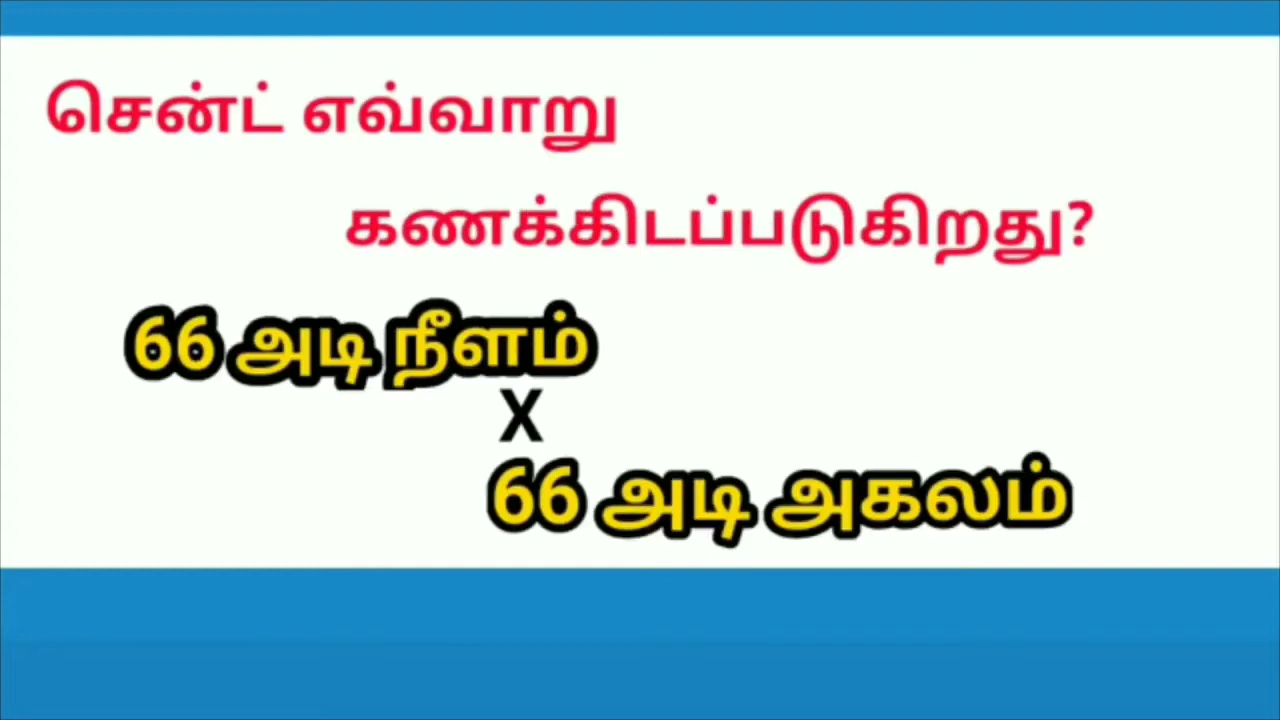 சென்ட் எவ்வாறு
கணக்கிடப்படுகிறது?
66 அடி நீளம்
X
66 அடி அகலம்